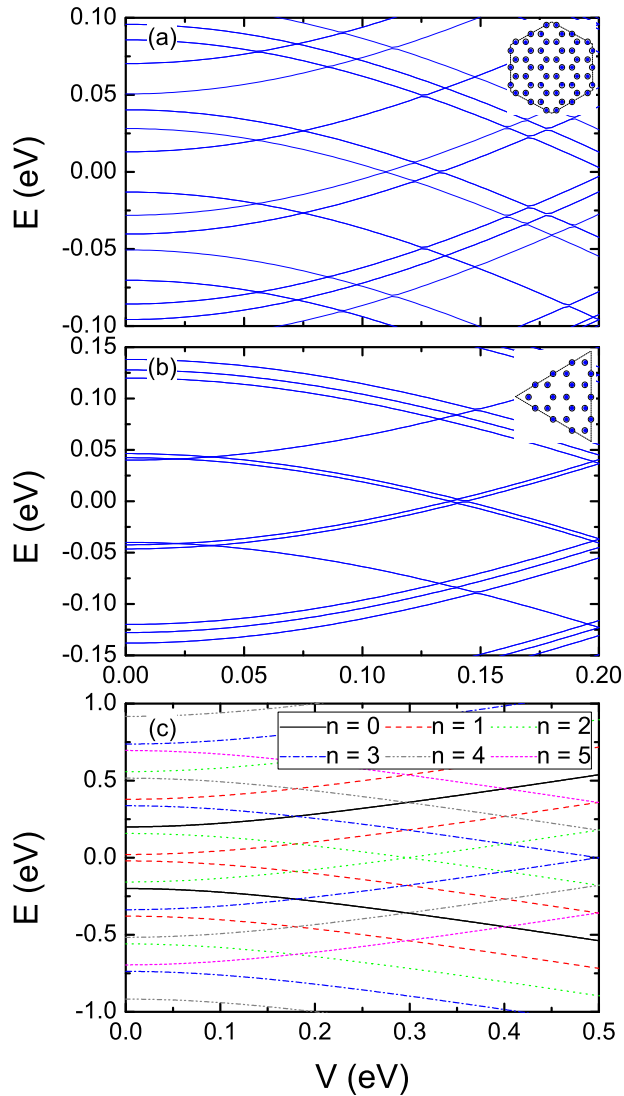 (a)
0.10
0.05
0.00
-0.05
-0.10
E (eV)
(b)
0.15
0.10
0.05
0.00
-0.05
-0.10
-0.15
E (eV)
0.00 0.05 0.10 0.15 0.20
(c)
n = 0 n = 1 n = 2
n = 3 n = 4 n = 5
1.0
0.5
0.0
-0.5
-1.0
E (eV)
0.0 0.1 0.2 0.3 0.4 0.5
V (eV)